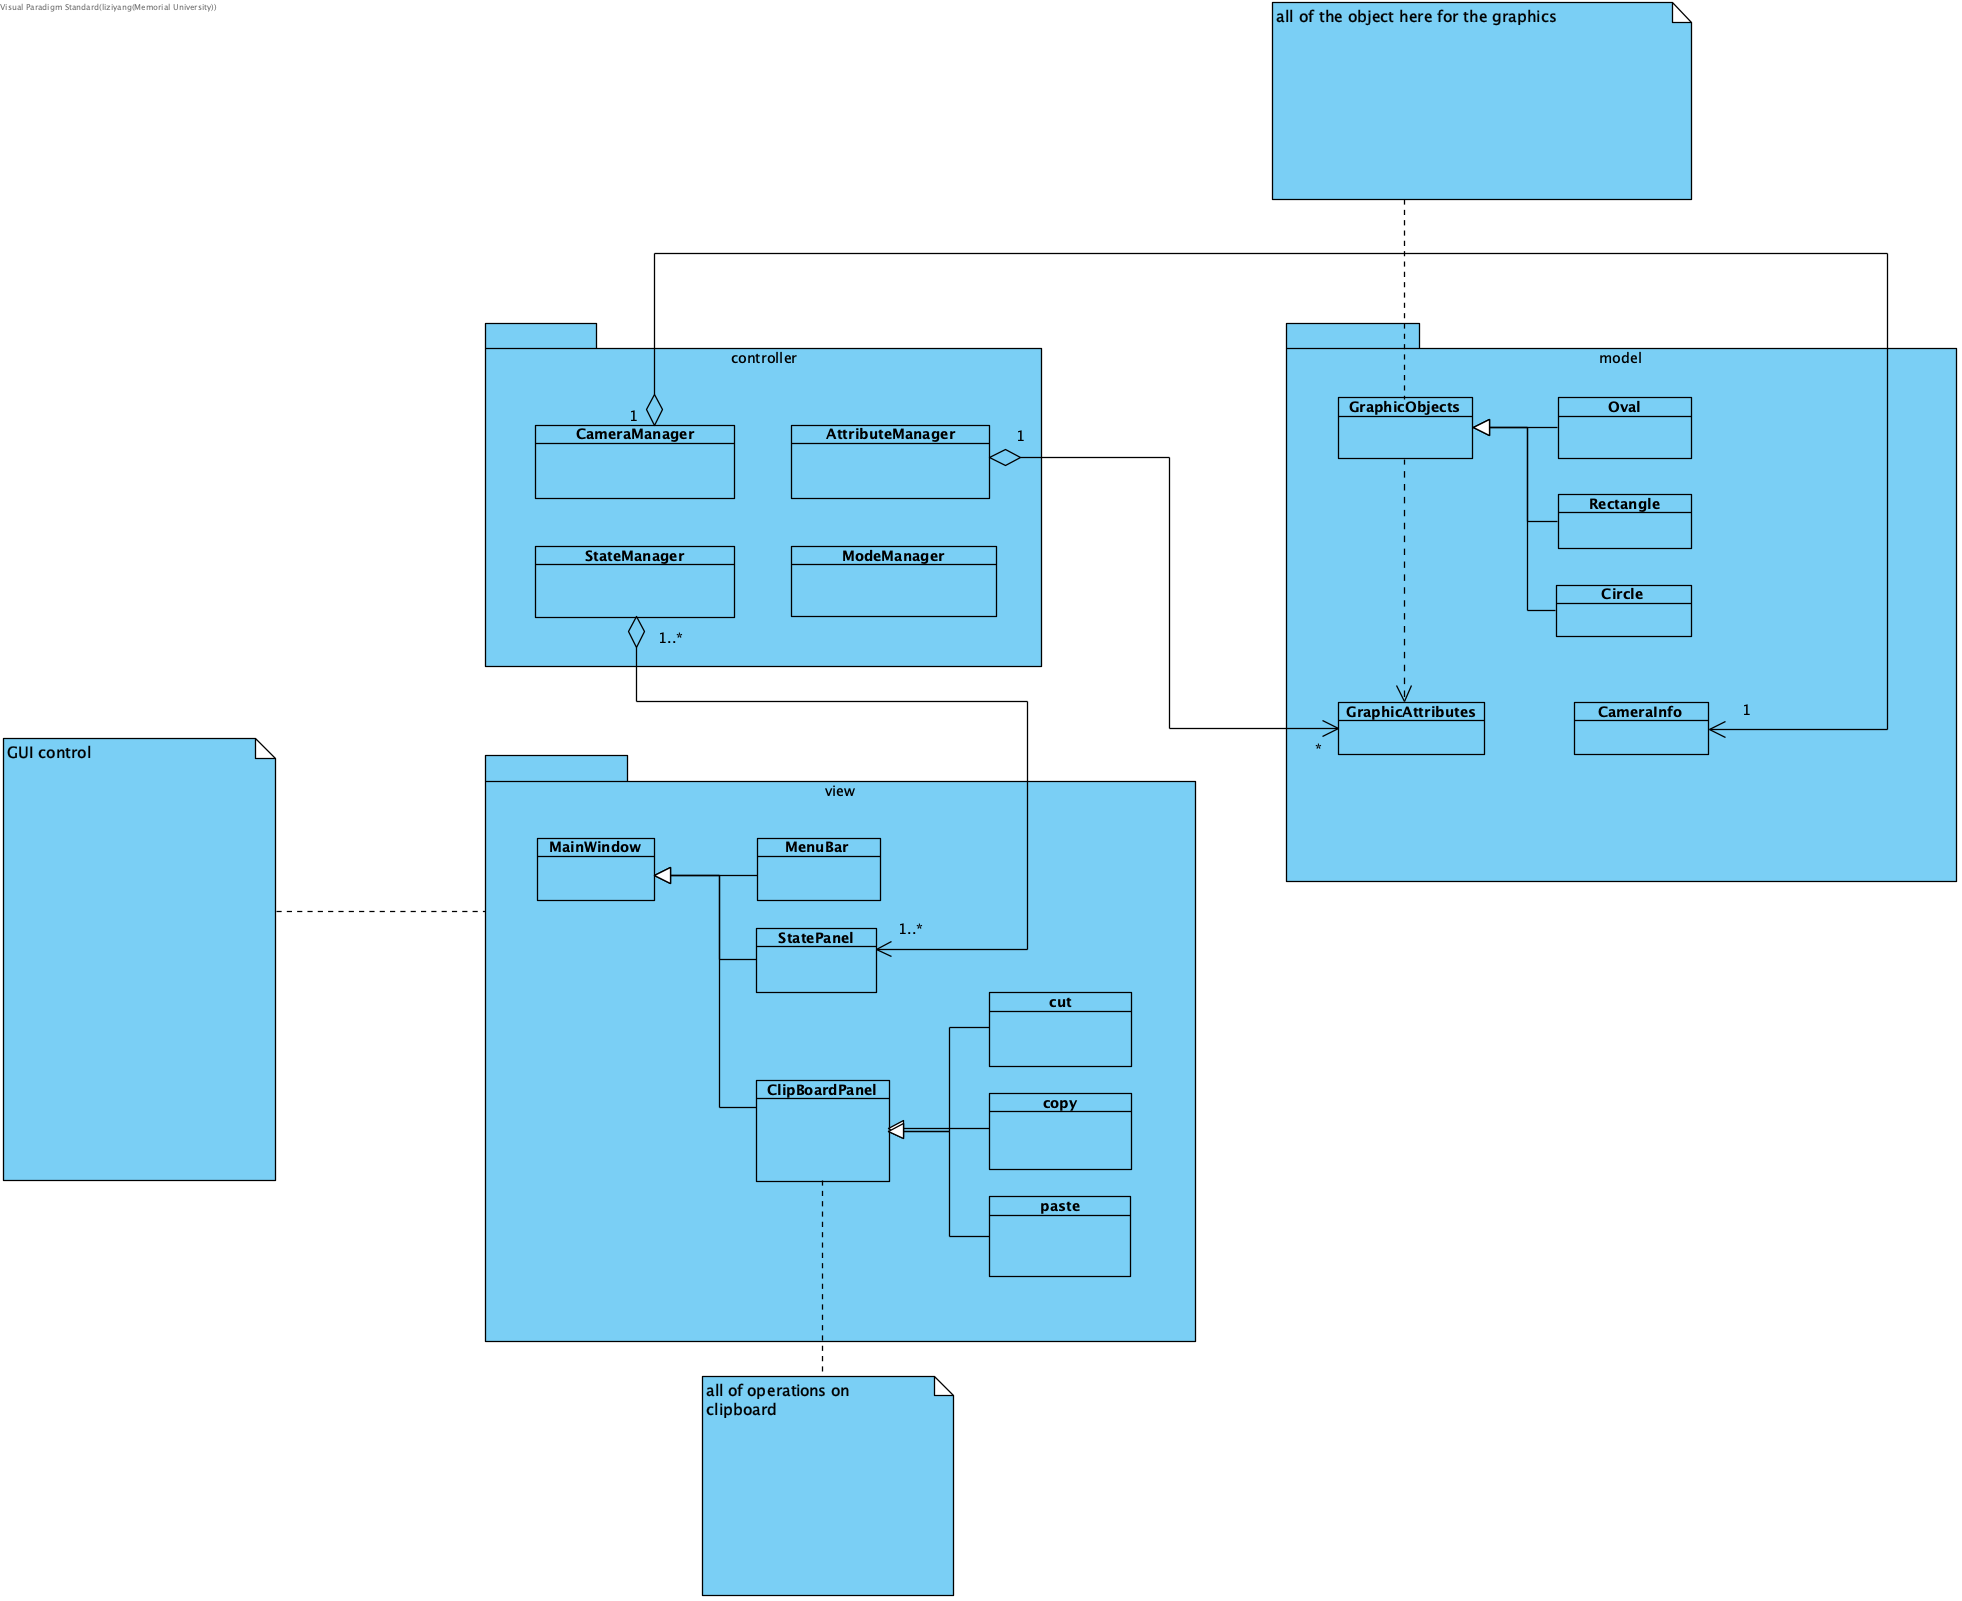 Visual Paradigm Standard(liziyang(Memorial University))
all of the object here for the graphics
controller
model
1
CameraManager
AttributeManager
1
StateManager
ModeManager
1..*
GraphicObjects
Oval
Rectangle
Circle
GraphicAttributes
*
CameraInfo
1
GUI control
view
MainWindow
MenuBar
StatePanel
1..*
cut
ClipBoardPanel
copy
paste
all of operations on
clipboard